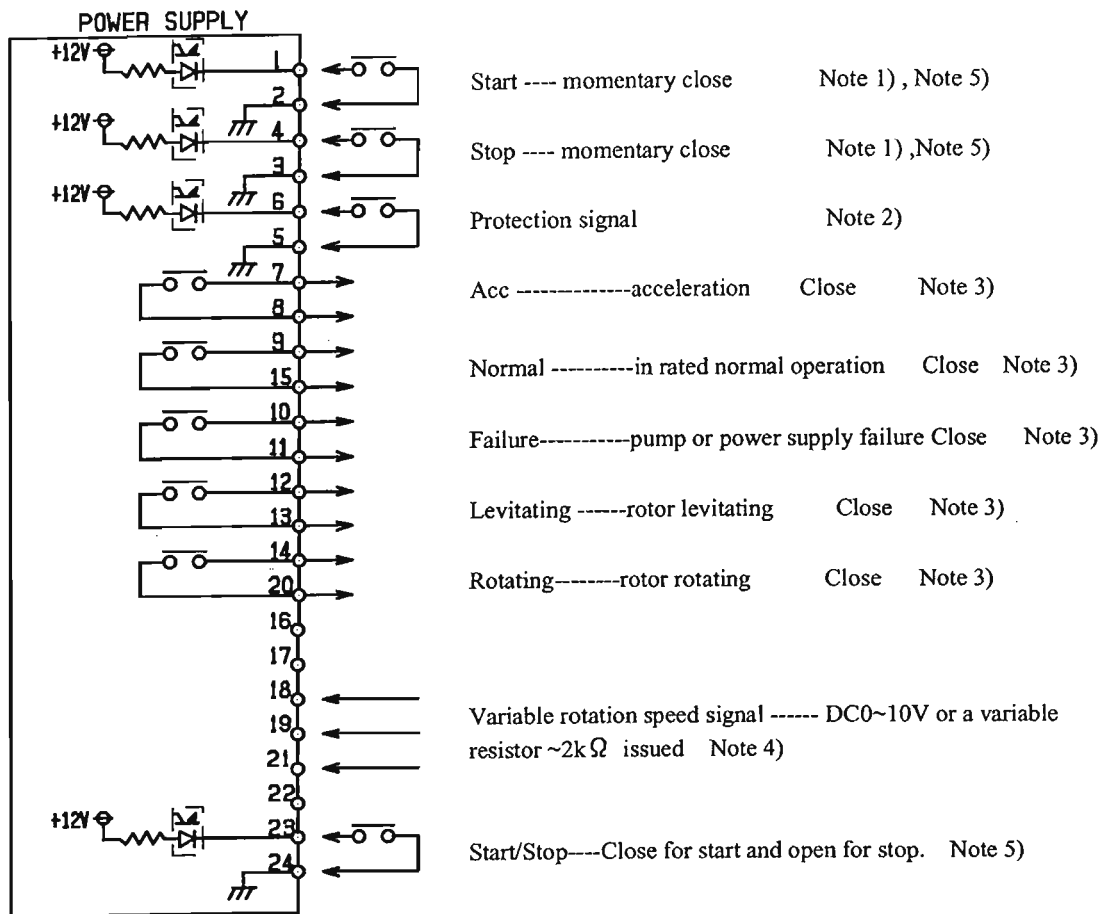 POWER SUPPLY
+12V
1
Start ---- momentary close Note 1) , Note 5)
2
+12V
4
Stop ---- momentary close Note 1) ,Note 5)
3
+12V
6
Protection signal Note 2)
5
7
Acc --------------acceleration Close Note 3)
8
9
Normal ----------in rated normal operation Close Note 3)
15
10
Failure-----------pump or power supply failure Close Note 3)
11
12
Levitating ------rotor levitating Close Note 3)
13
14
Rotating--------rotor rotating Close Note 3)
20
16
17
18
19
Variable rotation speed signal ------ DC0~10V or a variable
resistor ~2kΩ issued Note 4)
21
22
+12V
23
Start/Stop----Close for start and open for stop. Note 5)
24